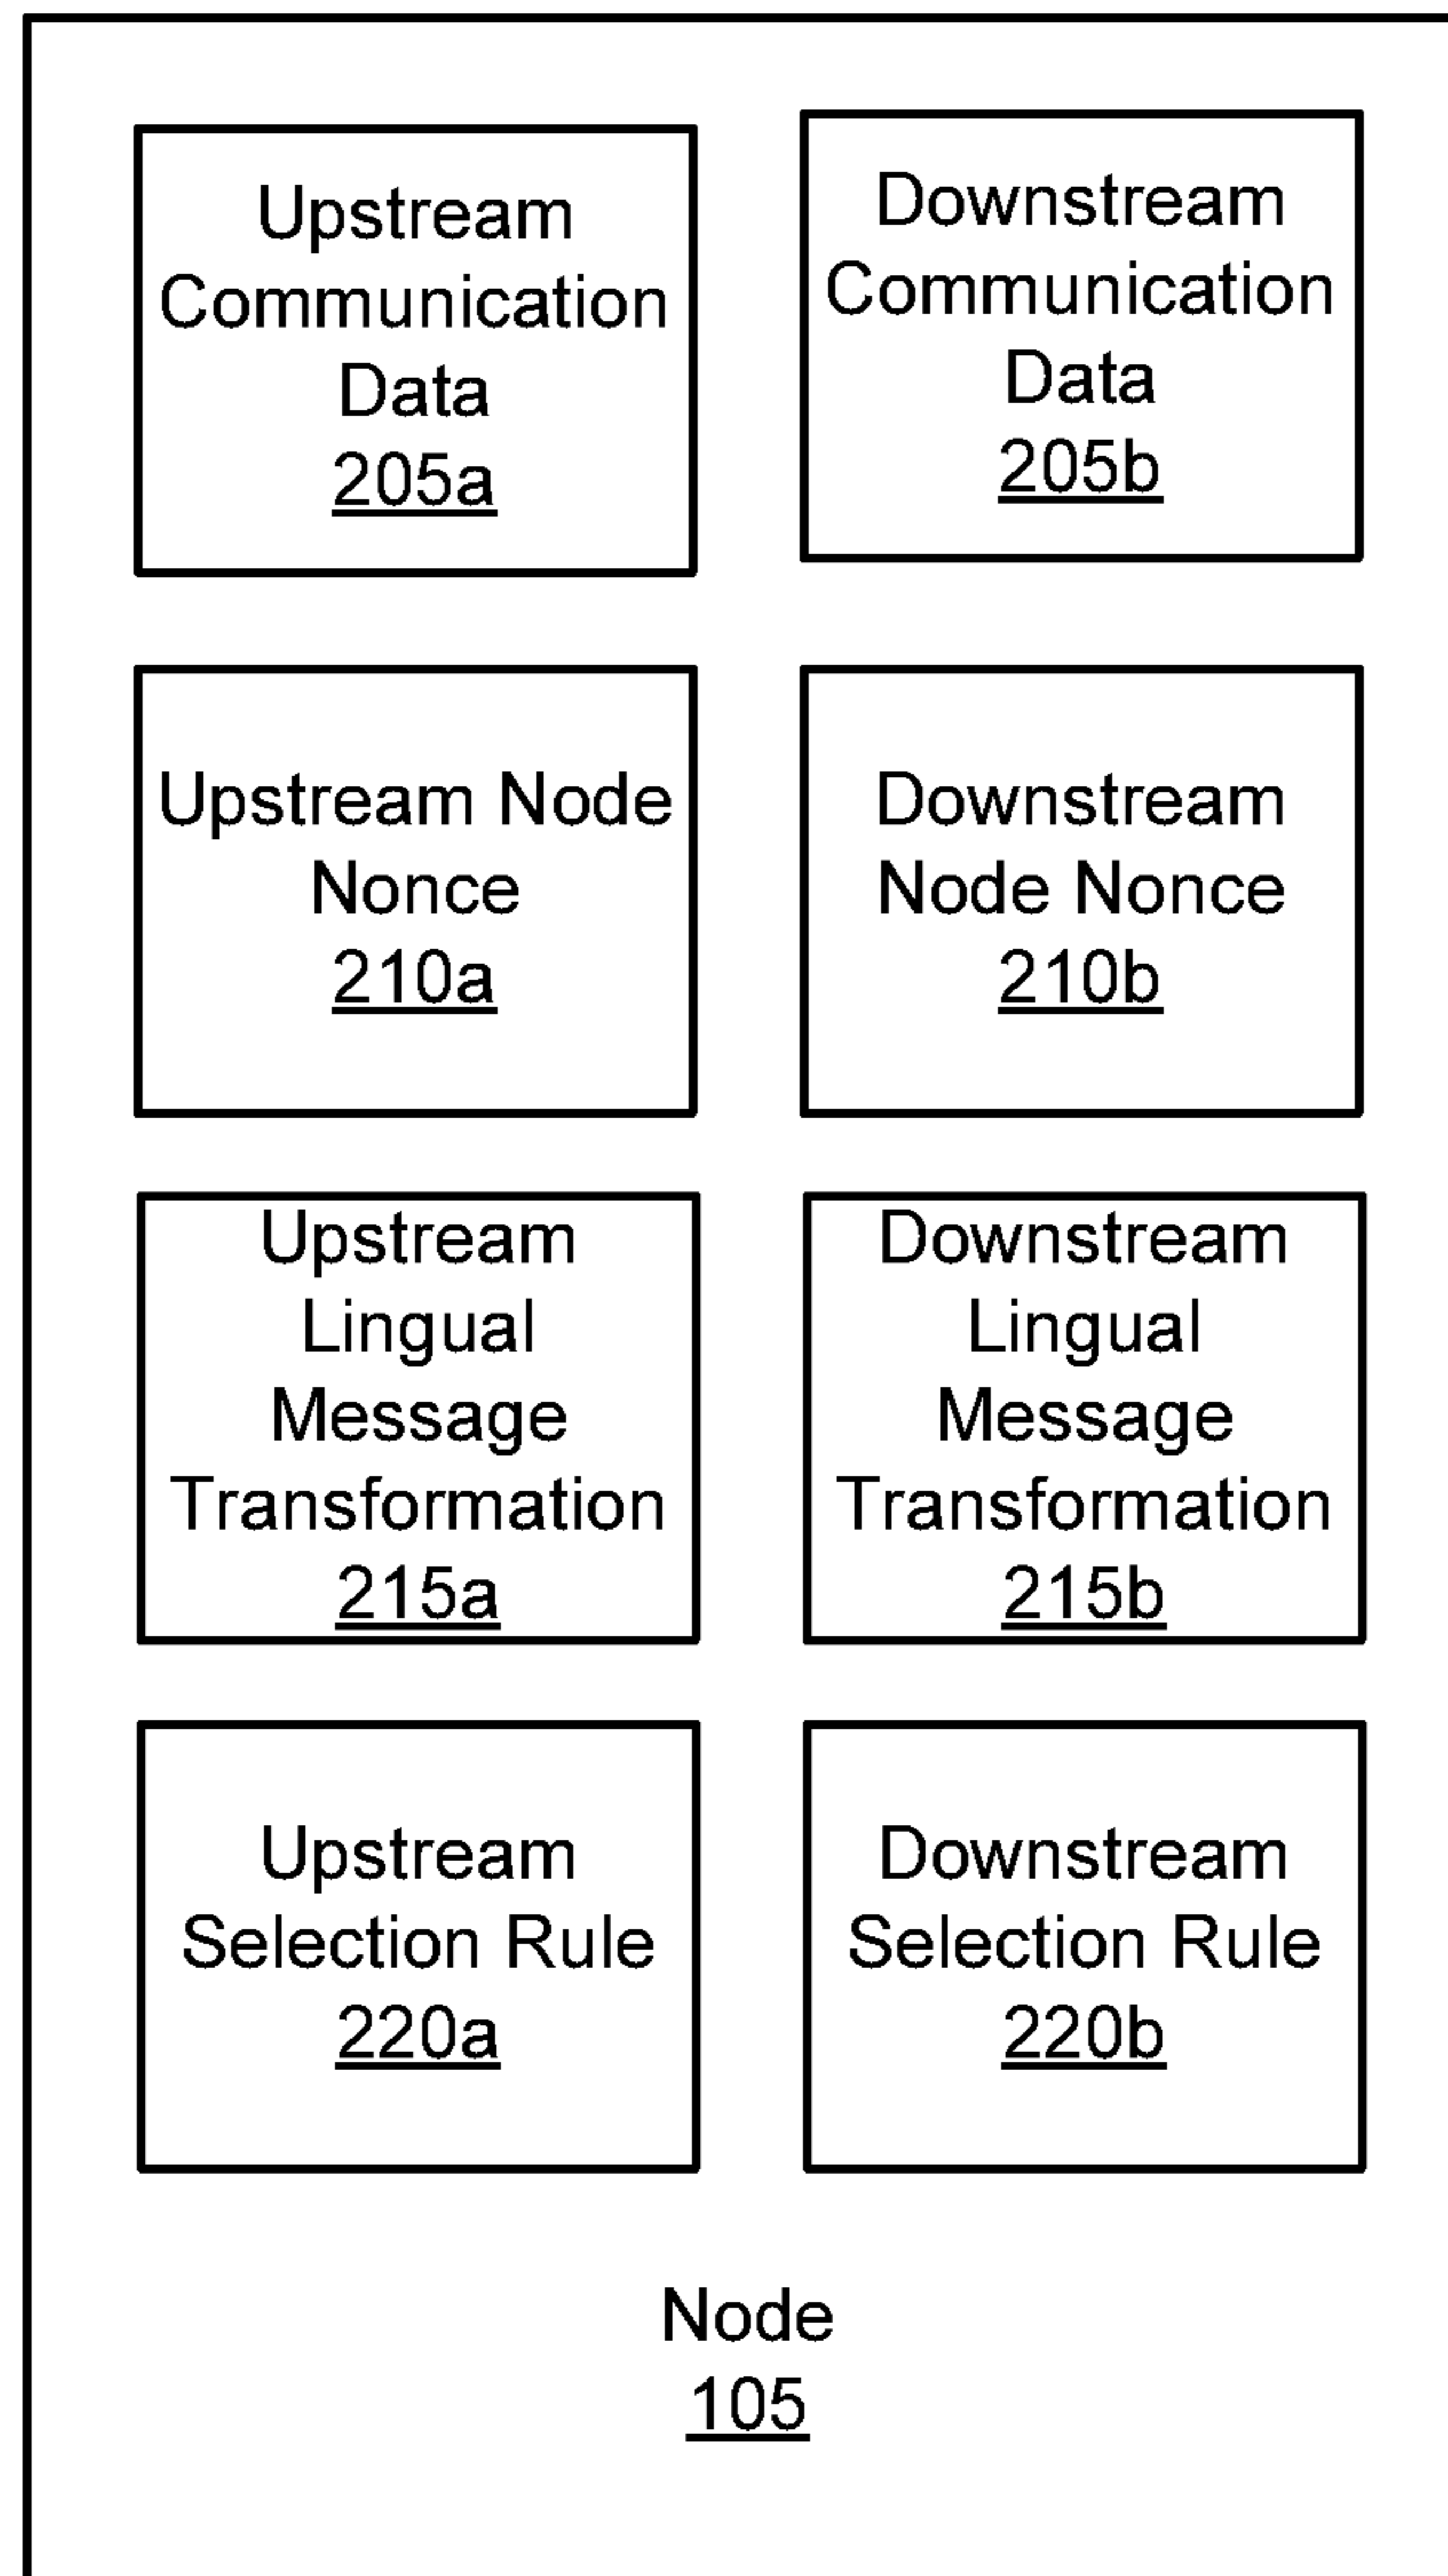 Upstream
Communication
Data
205a
Downstream
Communication
Data
205b
Upstream Node
Nonce
210a
Downstream
Node Nonce
210b
Upstream
Lingual
Message
Transformation
215a
Downstream
Lingual
Message
Transformation
215b
Upstream
Selection Rule
220a
Downstream
Selection Rule
220b
Node
105